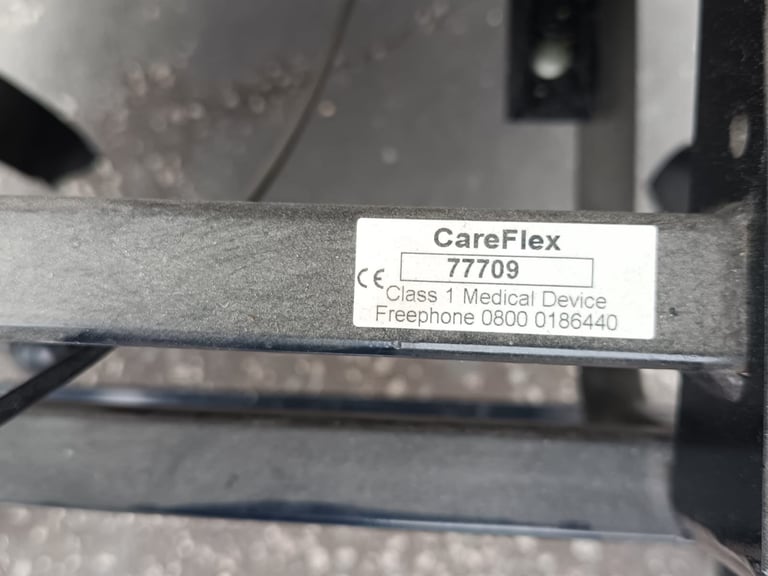 CareFlex
77709
CE
Class 1 Medical Device
Freephone 0800 0186440